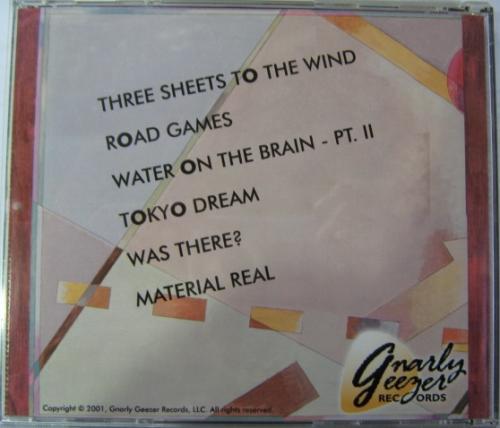 THREE SHEETS TO THE WIND
ROAD GAMES
WATER ON THE BRAIN - PT. II
TOKYO DREAM
WAS THERE?
MATERIAL REAL
Gnarly
Geezer
RECORDS
Copyright © 2001, Gnarly Geezer Records, LLC. All rights reserved.